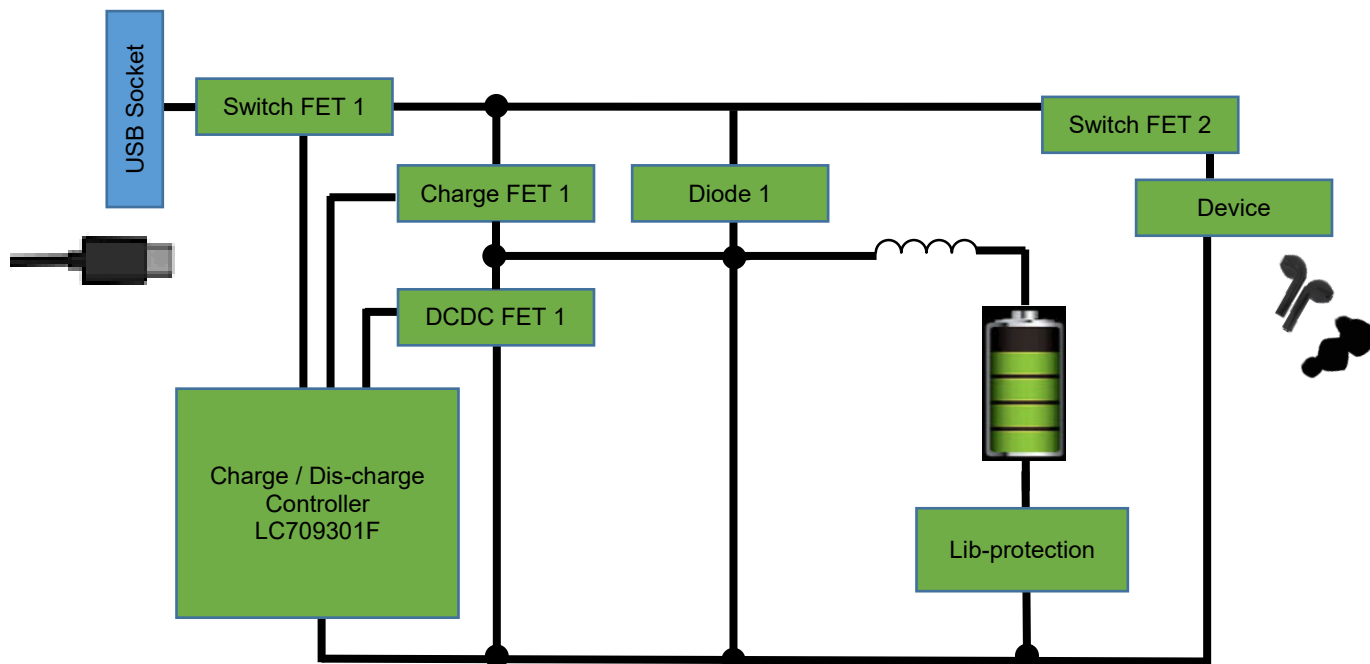 USB Socket
Switch FET 1
Switch FET 2
Charge FET 1
Diode 1
Device
DCDC FET 1
Charge / Dis-charge
Controller
LC709301F
Lib-protection